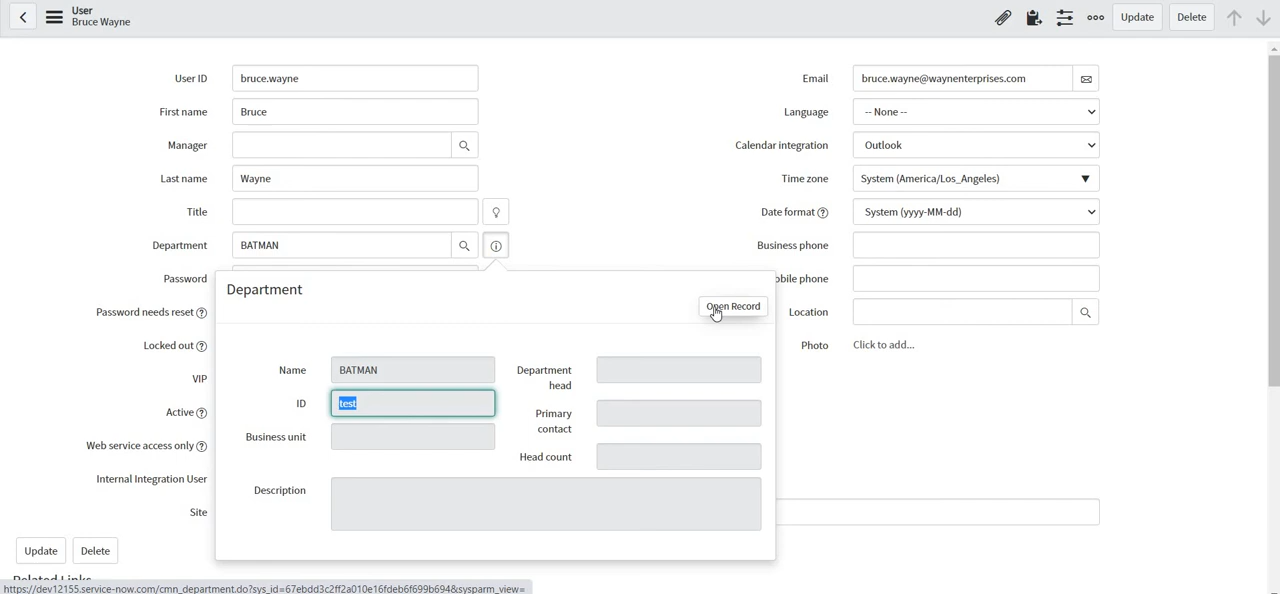 User
Bruce Wayne
Update
Delete
User ID
bruce.wayne
First name
Bruce
Manager
Last name
Wayne
Title
Department
BATMAN
Password
Password needs reset
Locked out
VIP
Active
Web service access only
Internal Integration User
Site
Email
bruce.wayne@waynenterprises.com
Language
-- None --
Calendar integration
Outlook
Time zone
System (America/Los_Angeles)
Date format
System (yyyy-MM-dd)
Business phone
obile phone
Location
Photo
Click to add...
Department
Open Record
Name
BATMAN
ID
test
Business unit
Description
Department
head
Primary
contact
Head count
Update
Delete
Related Links
https://dev12155.service-now.com/cmn_department.do?sys_id=67ebdd3c2ff2a010e16fdeb6f699b694&sysparm_view=